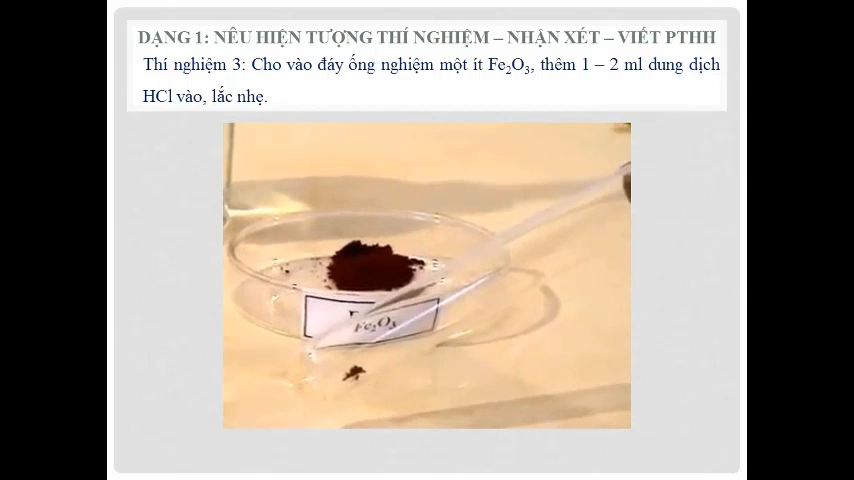 DẠNG 1: NÊU HIỆN TƯỢNG THÍ NGHIỆM – NHẬN XÉT – VIẾT PTHH
Thí nghiệm 3: Cho vào đáy ống nghiệm một ít Fe₂O₃, thêm 1 – 2 ml dung dịch
HCl vào, lắc nhẹ.
Fe₂O₃